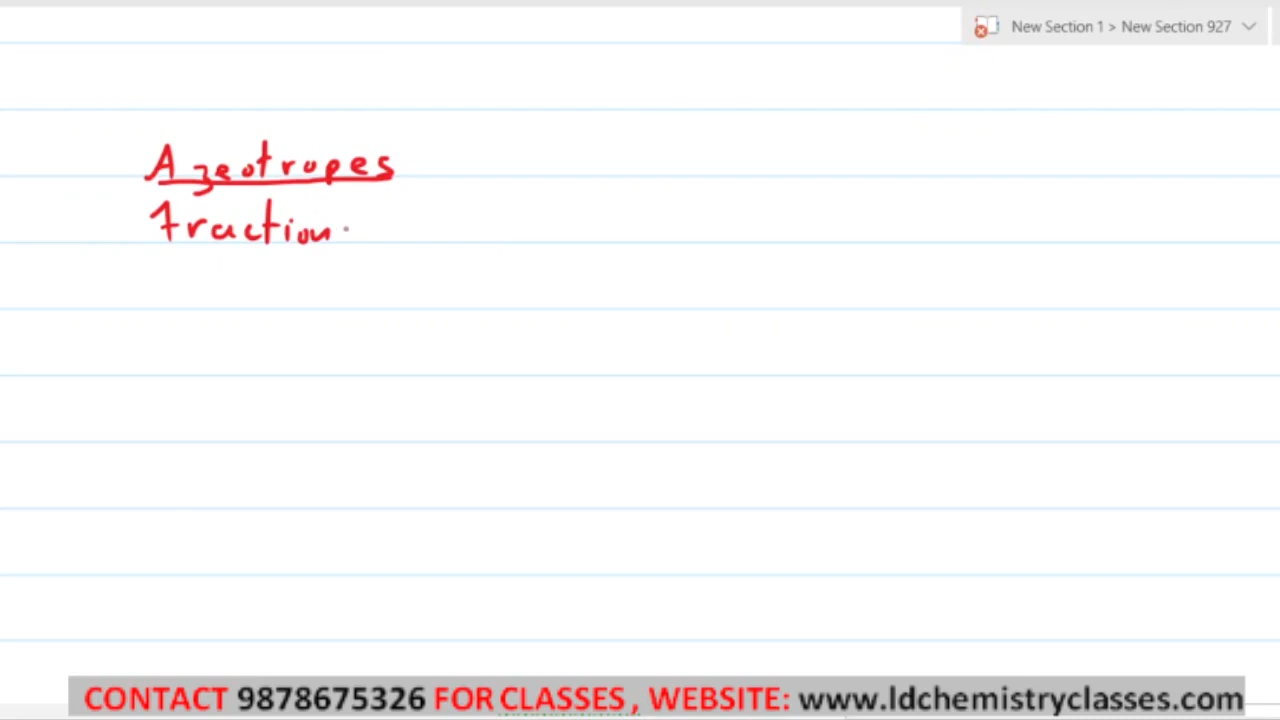 New Section 1 > New Section 927
Azeotropes
fraction
CONTACT 9878675326 FOR CLASSES , WEBSITE: www.ldchemistryclasses.com